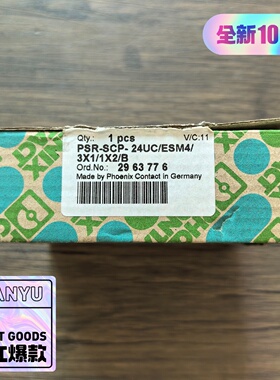 全新10
Qty.: 1 pcs V/C:11
PSR-SCP- 24UC/ESM4/
3X1/1X2/B
Ord.No.: 29 63 77 6
Made by Phoenix Contact in Germany
ANYU
T GOODS
爆款